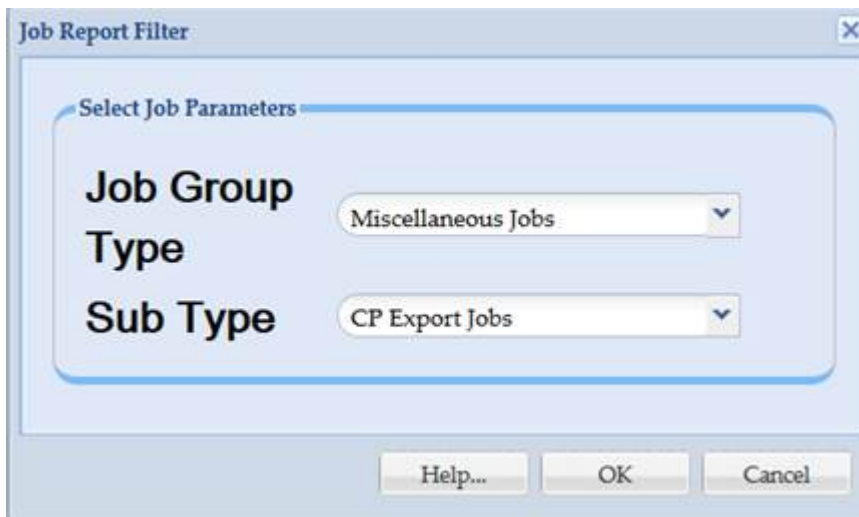 Job Report Filter
Select Job Parameters
Job Group
Type
Miscellaneous Jobs
Sub Type
CP Export Jobs
Help...
OK
Cancel